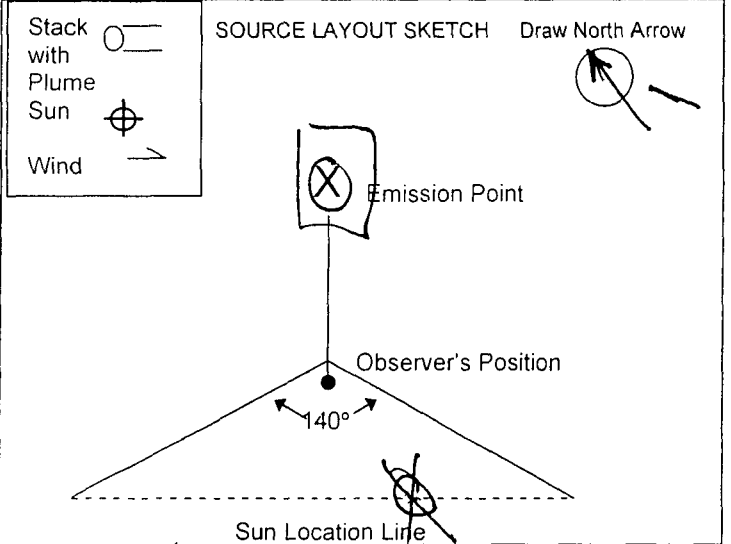 Stack
with
Plume
Sun
Wind
SOURCE LAYOUT SKETCH
Draw North Arrow
X
Emission Point
Observer's Position
140°
Sun Location Line